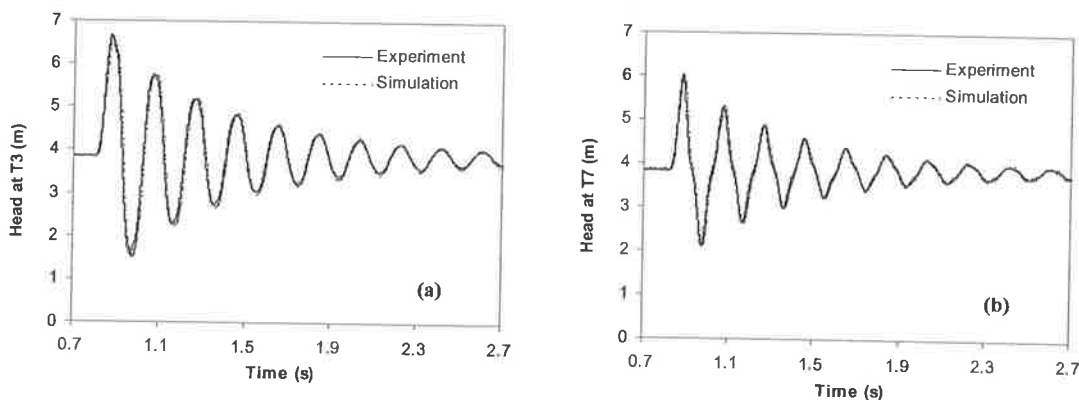 7
6
5
4
3
2
1
0
Head at T3 (m)
Experiment
Simulation
(a)
0.7 1.1 1.5 1.9 2.3 2.7
Time (s)
7
6
5
4
3
2
1
0
Head at T7 (m)
Experiment
Simulation
(b)
0.7 1.1 1.5 1.9 2.3 2.7
Time (s)